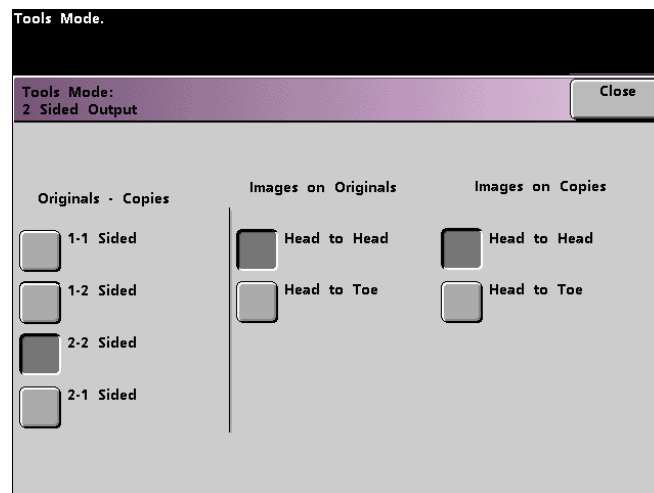 Tools Mode.
Tools Mode:
2 Sided Output
Close
Originals - Copies
1-1 Sided
1-2 Sided
2-2 Sided
2-1 Sided
Images on Originals
Head to Head
Head to Toe
Images on Copies
Head to Head
Head to Toe